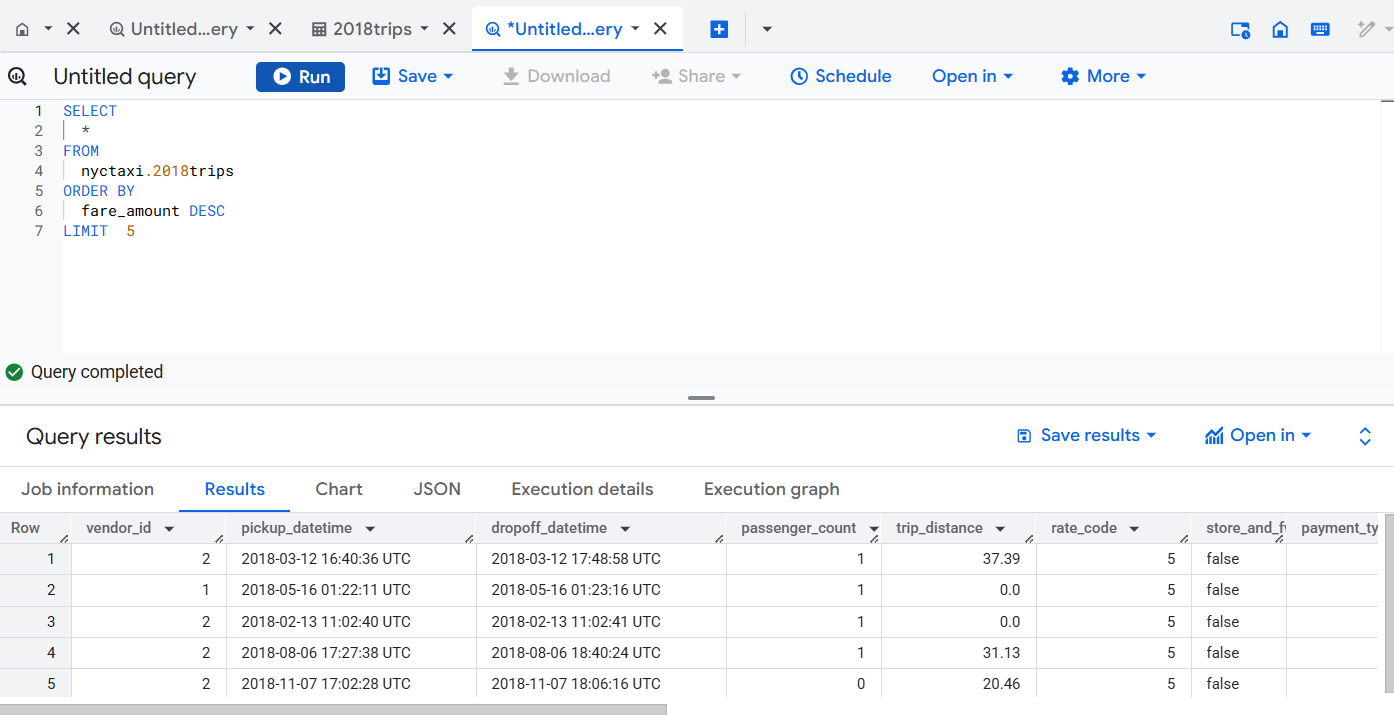 Untitled...ery 2018trips *Untitled...ery
Untitled query Run Save Download Share Schedule Open in More
1 SELECT
2 *
3 FROM
4 nyctaxi.2018trips
5 ORDER BY
6 fare_amount DESC
7 LIMIT 5
Query completed
Query results Save results Open in
Job information Results Chart JSON Execution details Execution graph
Row vendor_id pickup_datetime dropoff_datetime passenger_count trip_distance rate_code store_and_f payment_ty
1 2 2018-03-12 16:40:36 UTC 2018-03-12 17:48:58 UTC 1 37.39 5 false
2 1 2018-05-16 01:22:11 UTC 2018-05-16 01:23:16 UTC 1 0.0 5 false
3 2 2018-02-13 11:02:40 UTC 2018-02-13 11:02:41 UTC 1 0.0 5 false
4 2 2018-08-06 17:27:38 UTC 2018-08-06 18:40:24 UTC 1 31.13 5 false
5 2 2018-11-07 17:02:28 UTC 2018-11-07 18:06:16 UTC 0 20.46 5 false